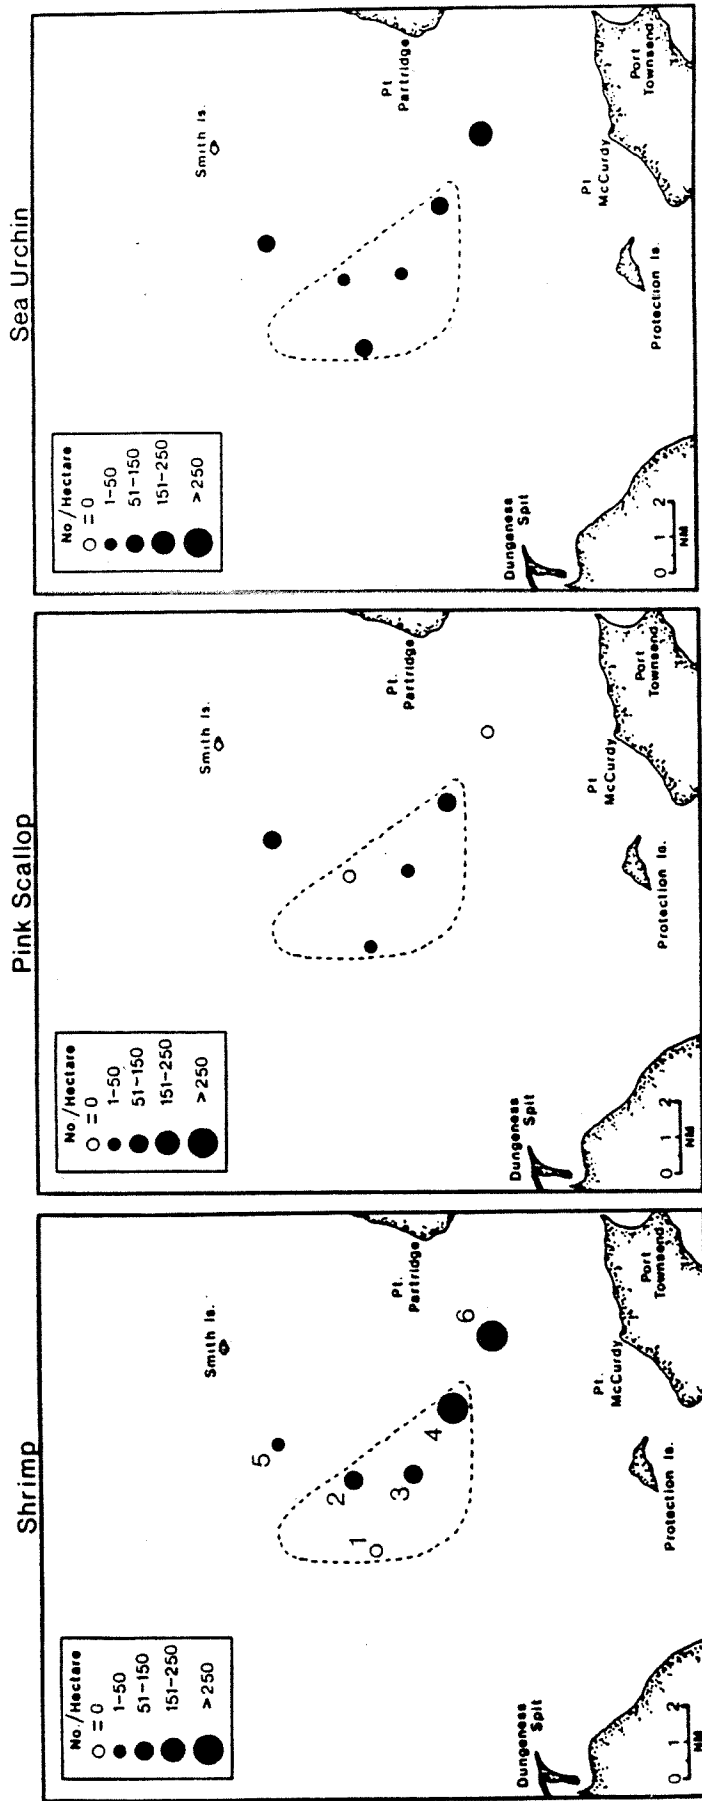 Shrimp
No./Hectare
= 0
1-50
51-150
151-250
>250
Smith Is.
5
2
1
3
4
6
Pt.
Partridge
Pt.
McCurdy
Port
Townsend
Protection Is.
Dungeness
Spit
0 1 2
NM
Pink Scallop
No./Hectare
= 0
1-50
51-150
151-250
>250
Smith Is.
Pt.
Partridge
Pt
McCurdy
Port
Townsend
Protection Is.
Dungeness
Spit
0 1 2
NM
Sea Urchin
No./Hectare
= 0
1-50
51-150
151-250
>250
Smith Is.
Pt
Partridge
Pt
McCurdy
Port
Townsend
Protection Is.
Dungeness
Spit
0 1 2
NM